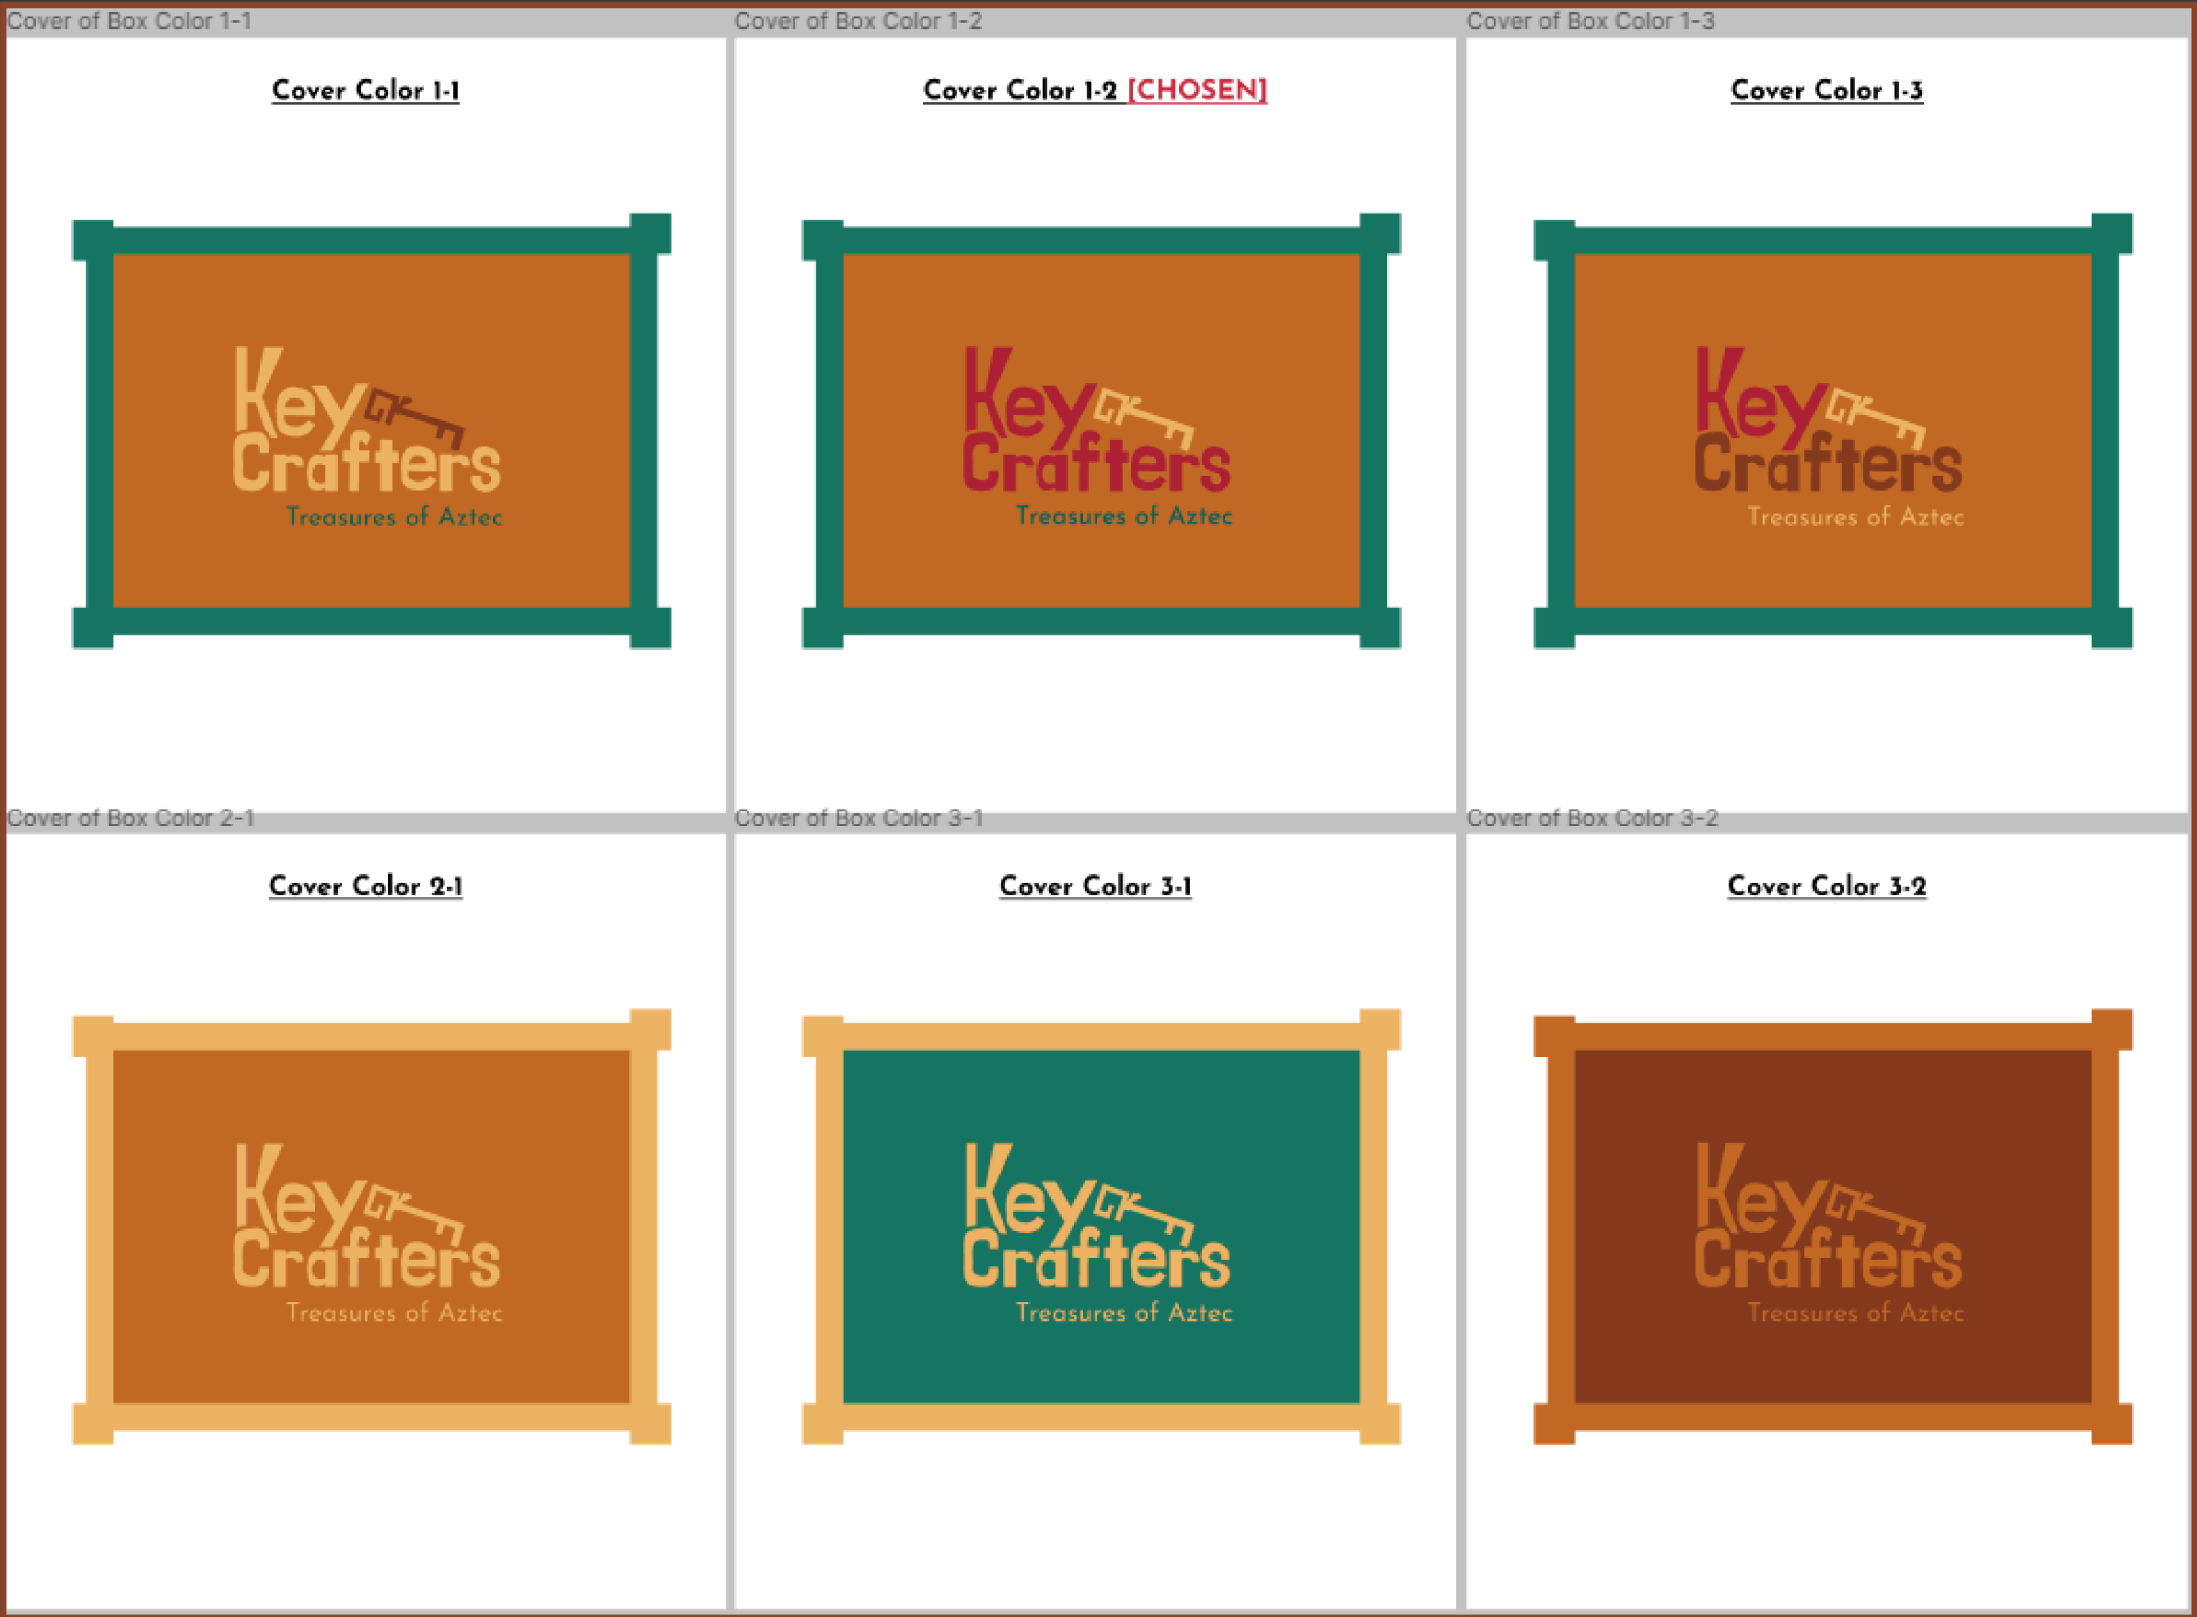 Cover of Box Color 1-1
Cover of Box Color 1-2
Cover of Box Color 1-3
Cover Color 1-1
Cover Color 1-2 [CHOSEN]
Cover Color 1-3
Key
Crafters
Treasures of Aztec
Key
Crafters
Treasures of Aztec
Key
Crafters
Treasures of Aztec
Cover of Box Color 2-1
Cover of Box Color 3-1
Cover of Box Color 3-2
Cover Color 2-1
Cover Color 3-1
Cover Color 3-2
Key
Crafters
Treasures of Aztec
Key
Crafters
Treasures of Aztec
Key
Crafters
Treasures of Aztec